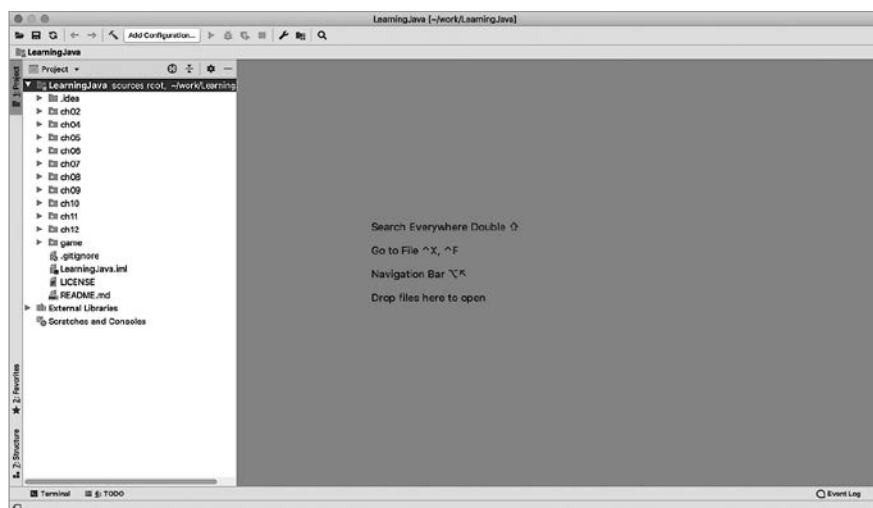 LearningJava [~/work/LearningJava]
Add Configuration...
LearningJava
1: Project
Project
LearningJava sources root, ~/work/Learning
.idea
ch02
ch04
ch05
ch06
ch07
ch08
ch09
ch10
ch11
ch12
game
.gitignore
LearningJava.iml
LICENSE
README.md
External Libraries
Scratches and Consoles
Search Everywhere Double ⇧
Go to File ^X, ^F
Navigation Bar ⌥↖
Drop files here to open
2: Favorites
Z: Structure
Terminal
6: TODO
Event Log